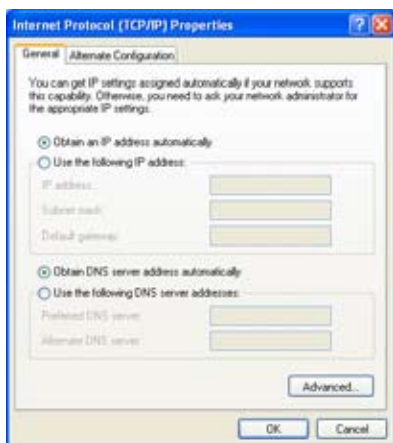 Internet Protocol (TCP/IP) Properties
General
Alternate Configuration
You can get IP settings assigned automatically if your network supports
this capability. Otherwise, you need to ask your network administrator for
the appropriate IP settings.
Obtain an IP address automatically
Use the following IP address:
IP address:
Subnet mask:
Default gateway:
Obtain DNS server address automatically
Use the following DNS server addresses:
Preferred DNS server:
Alternate DNS server:
Advanced...
OK
Cancel